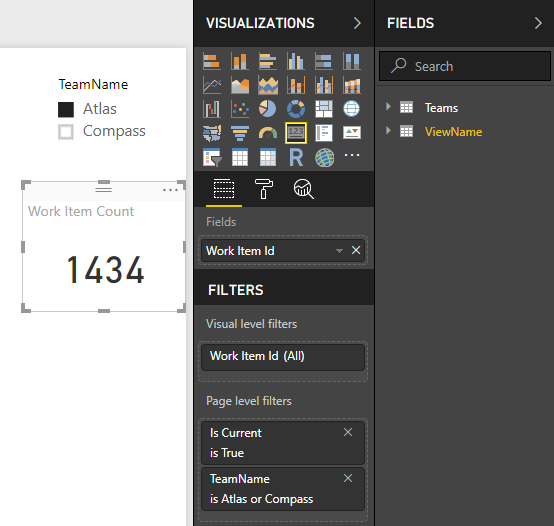 TeamName
Atlas
Compass
Work Item Count
1434
VISUALIZATIONS
123
R
Fields
Work Item Id
FILTERS
Visual level filters
Work Item Id (All)
Page level filters
Is Current
is True
TeamName
is Atlas or Compass
FIELDS
Search
Teams
ViewName